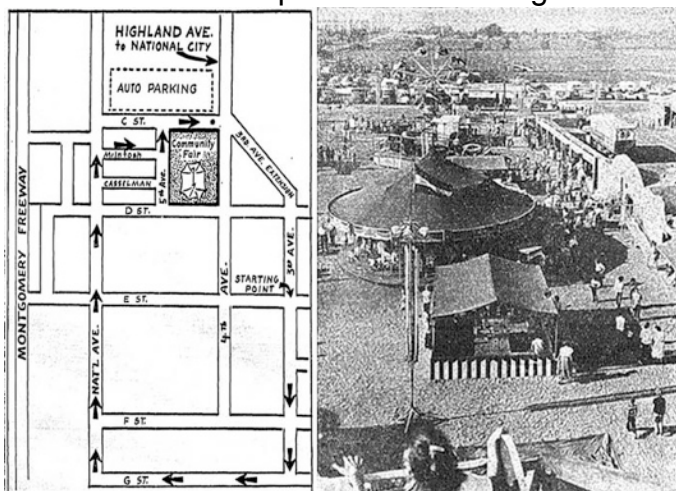 HIGHLAND AVE.
to NATIONAL CITY
AUTO PARKING
C ST.
McIntosh
CASSELMAN
5th AVE.
Community
Fair
3RD AVE. EXTENSION
D ST.
MONTGOMERY FREEWAY
NAT'L AVE.
STARTING
POINT
AVE.
4th
3rd AVE.
E ST.
F ST.
G ST.